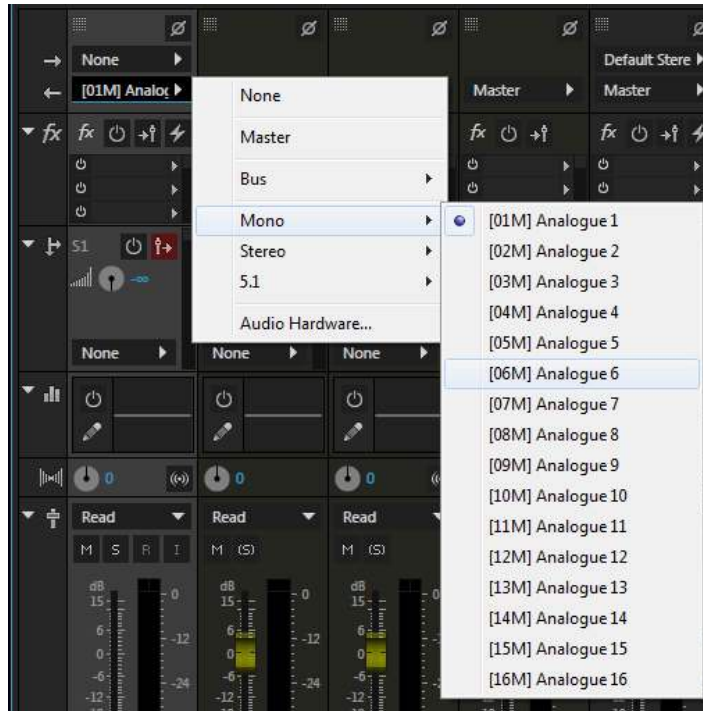 None Default Stere
[01M] Analog Master Master
None
Master
Bus
Mono
Stereo
5.1
Audio Hardware...
[01M] Analogue 1
[02M] Analogue 2
[03M] Analogue 3
[04M] Analogue 4
[05M] Analogue 5
[06M] Analogue 6
[07M] Analogue 7
[08M] Analogue 8
[09M] Analogue 9
[10M] Analogue 10
[11M] Analogue 11
[12M] Analogue 12
[13M] Analogue 13
[14M] Analogue 14
[15M] Analogue 15
[16M] Analogue 16
fx fx fx fx
S1
-∞
None None None
0 0 0
Read Read Read
M S R I M (S) M (S)
dB dB dB
15 0 15 0 15 0
6 -12 6 -12 6
0 0 0
-6 -24 -6 -24 -6
-12 -12 -12